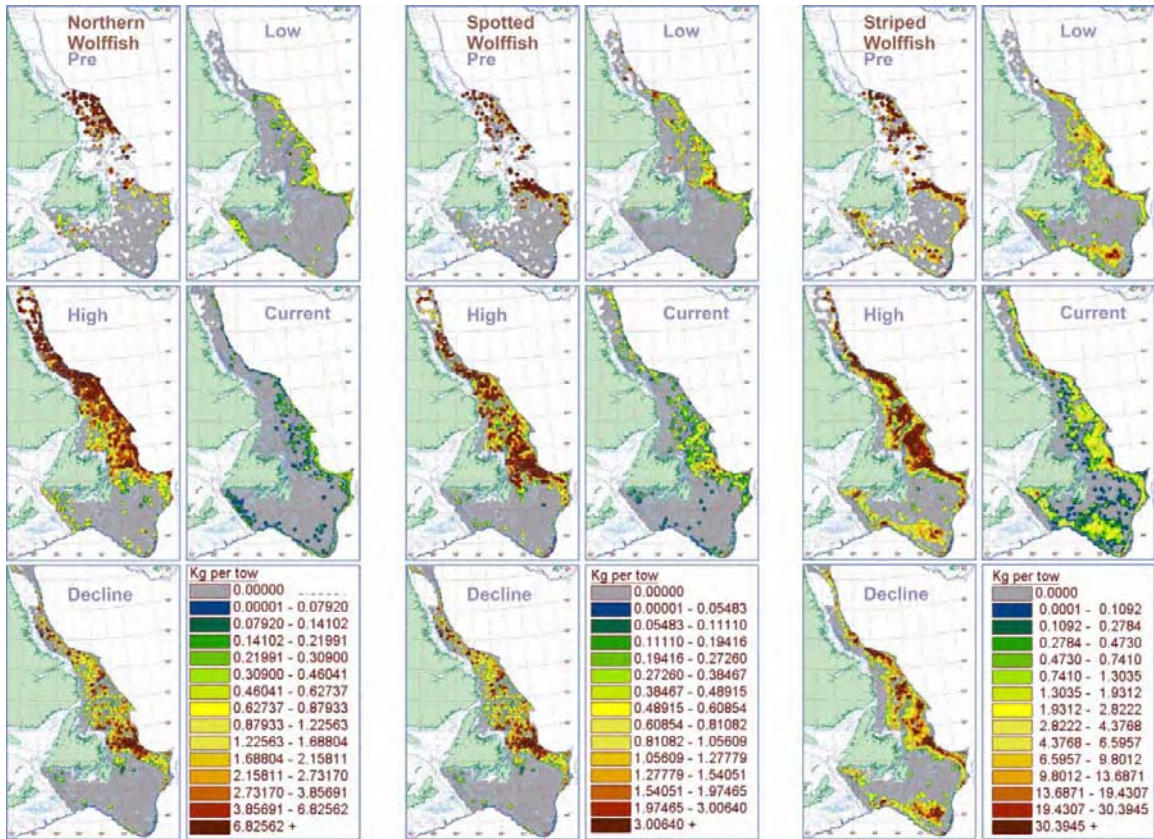 Northern
Wolffish
Pre
Low
High
Current
Decline
Kg per tow
0.00000
0.00001 - 0.07920
0.07920 - 0.14102
0.14102 - 0.21991
0.21991 - 0.30900
0.30900 - 0.46041
0.46041 - 0.62737
0.62737 - 0.87933
0.87933 - 1.22563
1.22563 - 1.68804
1.68804 - 2.15811
2.15811 - 2.73170
2.73170 - 3.85691
3.85691 - 6.82562
6.82562 +
Spotted
Wolffish
Pre
Low
High
Current
Decline
Kg per tow
0.00000
0.00001 - 0.05483
0.05483 - 0.11110
0.11110 - 0.19416
0.19416 - 0.27260
0.27260 - 0.38467
0.38467 - 0.48915
0.48915 - 0.60854
0.60854 - 0.81082
0.81082 - 1.05609
1.05609 - 1.27779
1.27779 - 1.54051
1.54051 - 1.97465
1.97465 - 3.00640
3.00640 +
Striped
Wolffish
Pre
Low
High
Current
Decline
Kg per tow
0.0000
0.0001 - 0.1092
0.1092 - 0.2784
0.2784 - 0.4730
0.4730 - 0.7410
0.7410 - 1.3035
1.3035 - 1.9312
1.9312 - 2.8222
2.8222 - 4.3768
4.3768 - 6.5957
6.5957 - 9.8012
9.8012 - 13.6871
13.6871 - 19.4307
19.4307 - 30.3945
30.3945 +